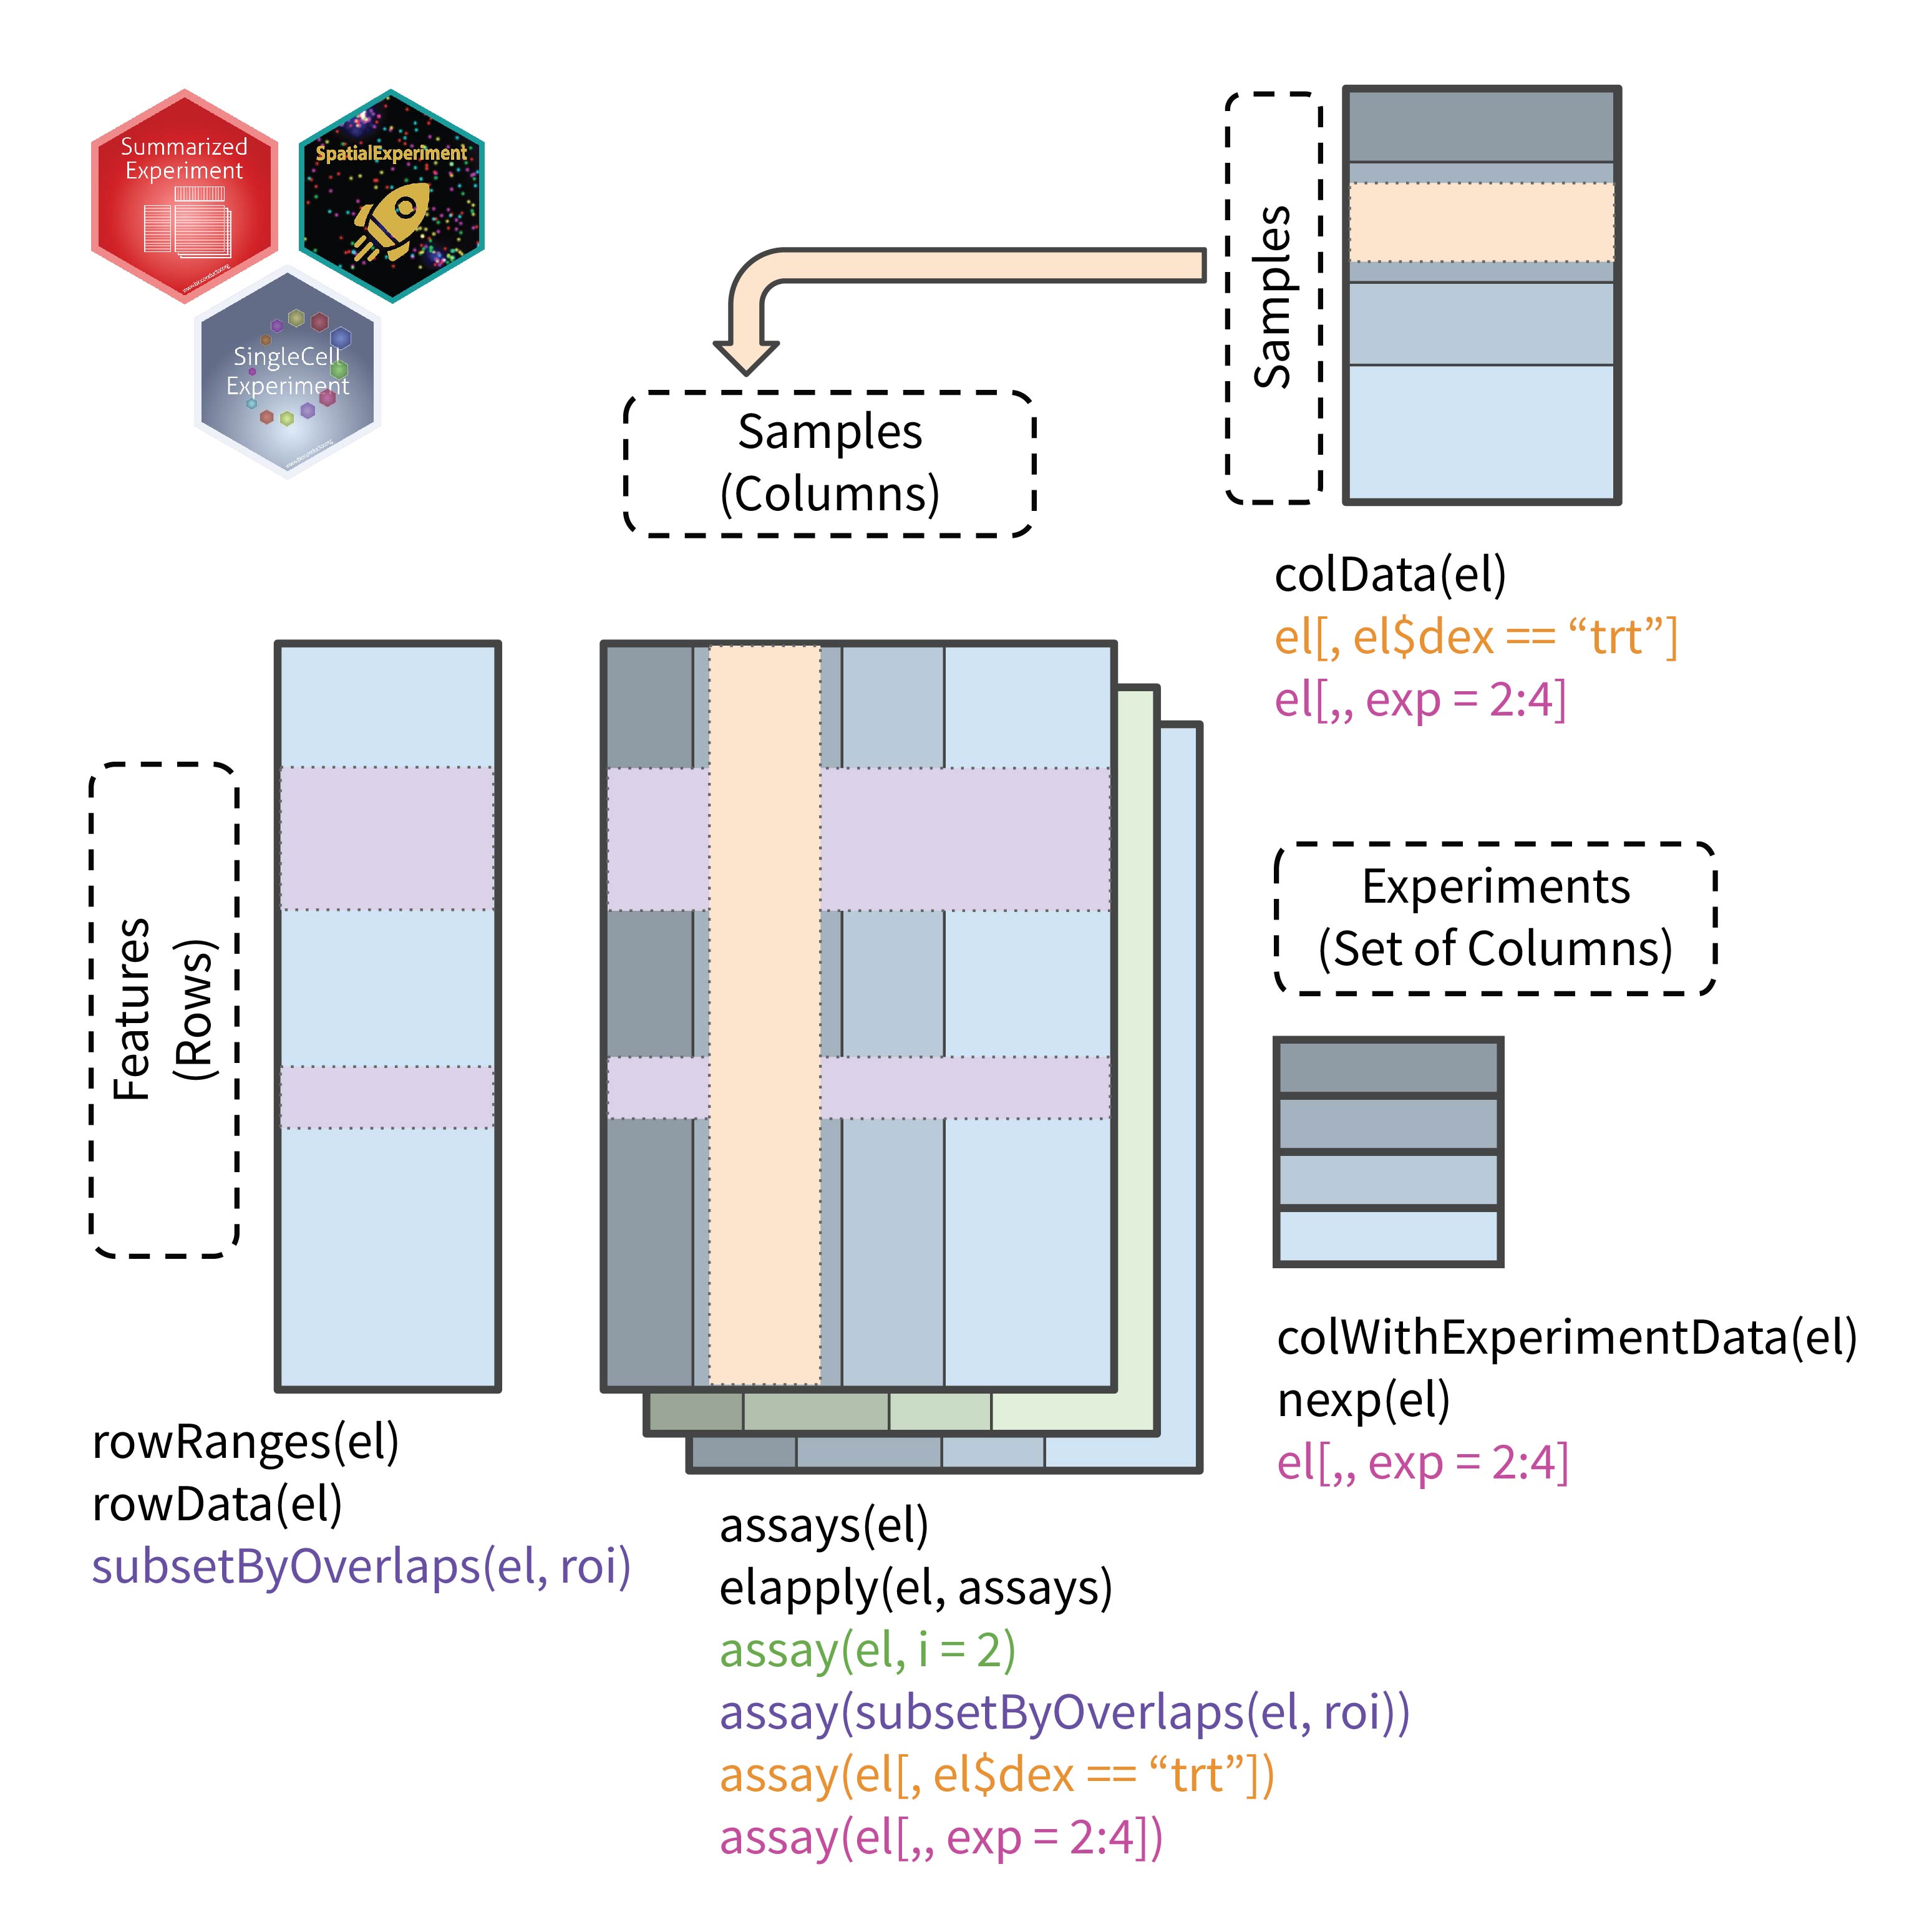 Summarized
Experiment
SpatialExperiment
SingleCell
Experiment
Samples
Samples
(Columns)
colData(el)
el[, el$dex == “trt”]
el[,, exp = 2:4]
Features
(Rows)
Experiments
(Set of Columns)
colWithExperimentData(el)
nexp(el)
el[,, exp = 2:4]
rowRanges(el)
rowData(el)
subsetByOverlaps(el, roi)
assays(el)
elapply(el, assays)
assay(el, i = 2)
assay(subsetByOverlaps(el, roi))
assay(el[, el$dex == “trt”])
assay(el[,, exp = 2:4])